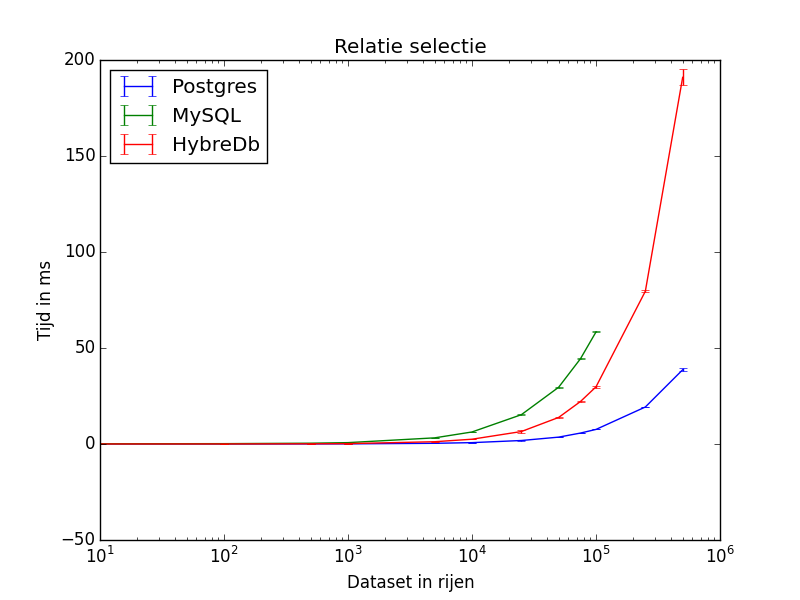 Relatie selectie
200
150
100
50
0
−50
Tijd in ms
Postgres
MySQL
HybreDb
10¹
10²
10³
10⁴
10⁵
10⁶
Dataset in rijen